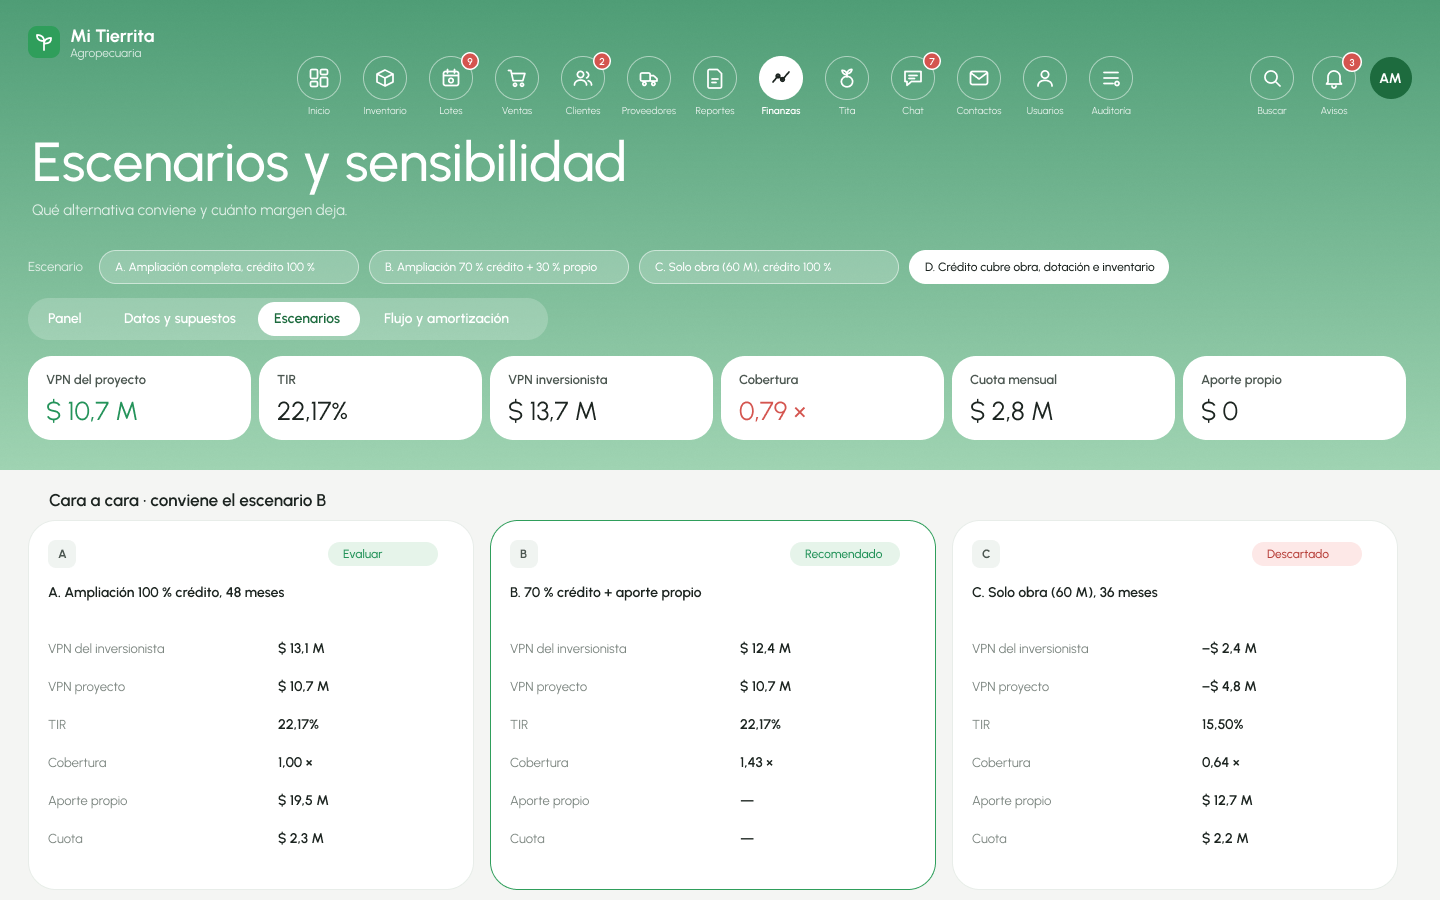 Mi Tierrita
Agropecuaria
9
2
7
3
AM
Inicio
Inventario
Lotes
Ventas
Clientes
Proveedores
Reportes
Finanzas
Tita
Chat
Contactos
Usuarios
Auditoría
Buscar
Avisos
Escenarios y sensibilidad
Qué alternativa conviene y cuánto margen deja.
Escenario
A. Ampliación completa, crédito 100 %
B. Ampliación 70 % crédito + 30 % propio
C. Solo obra (60 M), crédito 100 %
D. Crédito cubre obra, dotación e inventario
Panel
Datos y supuestos
Escenarios
Flujo y amortización
VPN del proyecto
$ 10,7 M
TIR
22,17%
VPN inversionista
$ 13,7 M
Cobertura
0,79 ×
Cuota mensual
$ 2,8 M
Aporte propio
$ 0
Cara a cara · conviene el escenario B
A
Evaluar
A. Ampliación 100 % crédito, 48 meses
VPN del inversionista $ 13,1 M
VPN proyecto $ 10,7 M
TIR 22,17%
Cobertura 1,00 ×
Aporte propio $ 19,5 M
Cuota $ 2,3 M
B
Recomendado
B. 70 % crédito + aporte propio
VPN del inversionista $ 12,4 M
VPN proyecto $ 10,7 M
TIR 22,17%
Cobertura 1,43 ×
Aporte propio —
Cuota —
C
Descartado
C. Solo obra (60 M), 36 meses
VPN del inversionista −$ 2,4 M
VPN proyecto −$ 4,8 M
TIR 15,50%
Cobertura 0,64 ×
Aporte propio $ 12,7 M
Cuota $ 2,2 M